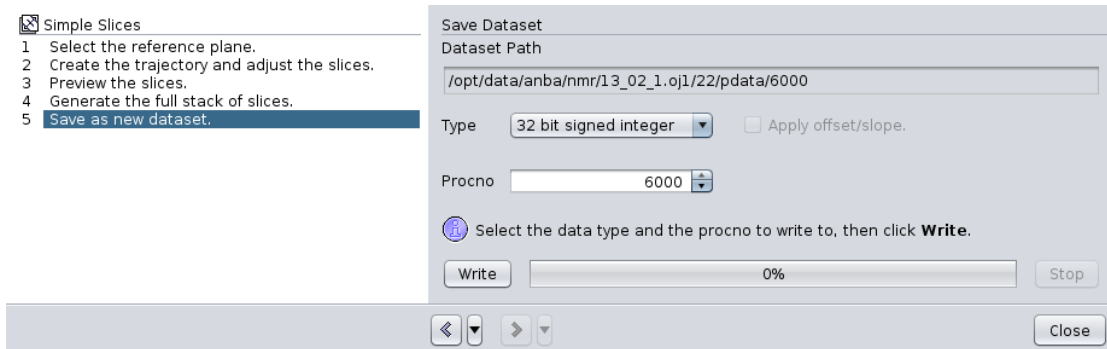 Simple Slices
1 Select the reference plane.
2 Create the trajectory and adjust the slices.
3 Preview the slices.
4 Generate the full stack of slices.
5 Save as new dataset.
Save Dataset
Dataset Path
/opt/data/anba/nmr/13_02_1.oj1/22/pdata/6000
Type 32 bit signed integer Apply offset/slope.
Procno 6000
Select the data type and the procno to write to, then click Write.
Write 0% Stop
Close